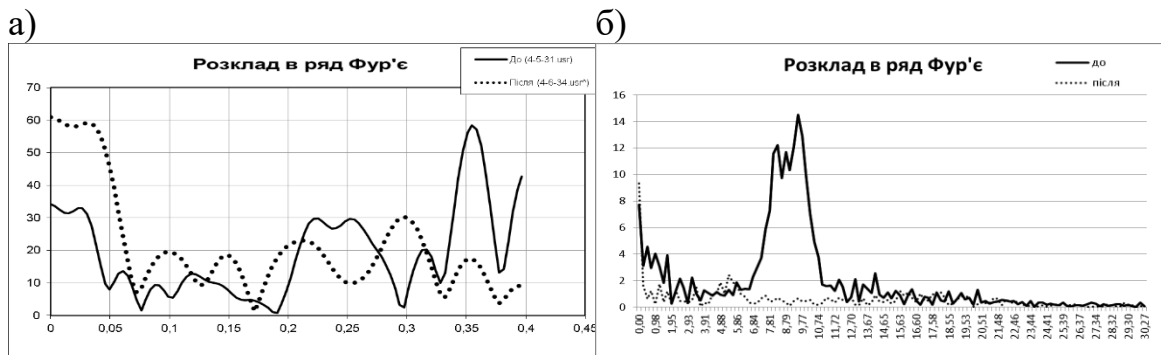 а)
Розклад в ряд Фур'є
До (4-5-31.usr)
Після (4-6-34.usr^)
70
60
50
40
30
20
10
0
0 0,05 0,1 0,15 0,2 0,25 0,3 0,35 0,4 0,45
б)
Розклад в ряд Фур'є
до
після
16
14
12
10
8
6
4
2
0
0,00 0,98 1,95 2,93 3,91 4,88 5,86 6,84 7,81 8,79 9,77 10,74 11,72 12,70 13,67 14,65 15,63 16,60 17,58 18,55 19,53 20,51 21,48 22,46 23,44 24,41 25,39 26,37 27,34 28,32 29,30 30,27